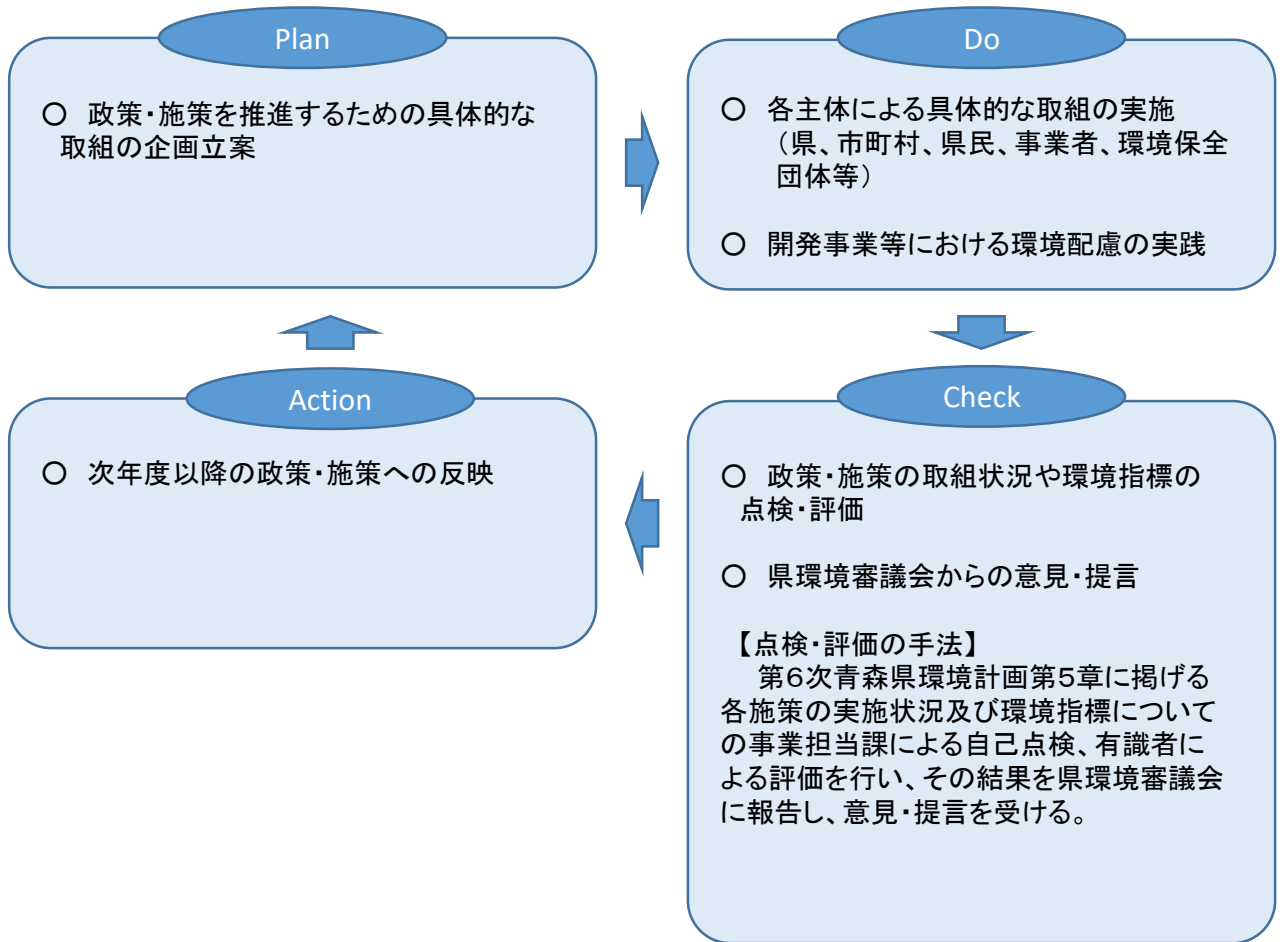 Plan
○ 政策・施策を推進するための具体的な
取組の企画立案
Do
○ 各主体による具体的な取組の実施
（県、市町村、県民、事業者、環境保全
団体等）
○ 開発事業等における環境配慮の実践
Action
○ 次年度以降の政策・施策への反映
Check
○ 政策・施策の取組状況や環境指標の
点検・評価
○ 県環境審議会からの意見・提言
【点検・評価の手法】
第６次青森県環境計画第５章に掲げる
各施策の実施状況及び環境指標について
の事業担当課による自己点検、有識者に
よる評価を行い、その結果を県環境審議会
に報告し、意見・提言を受ける。